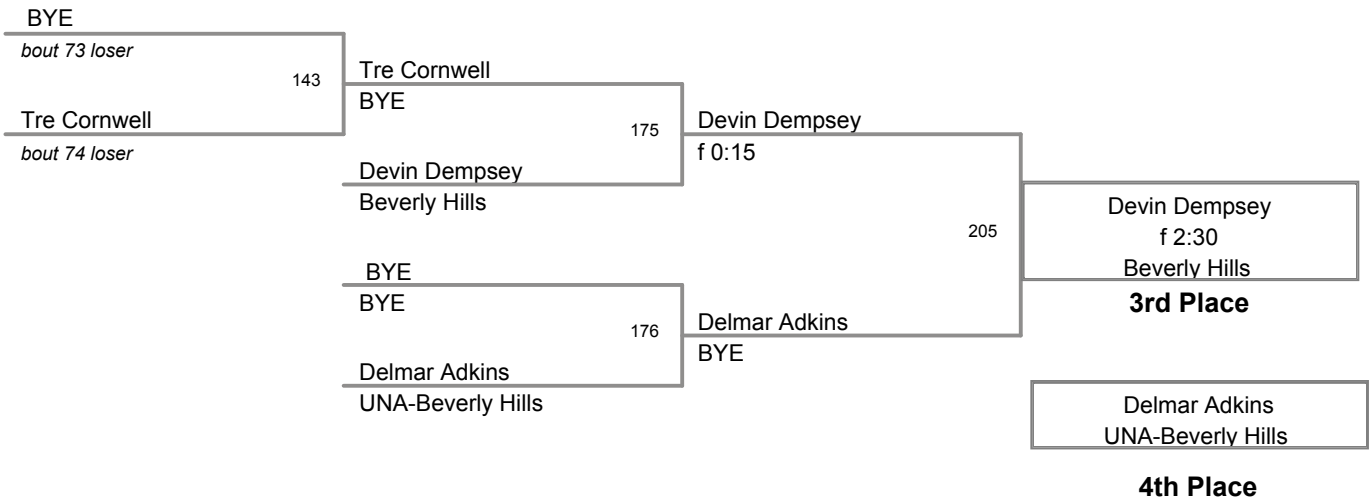 BYE
bout 73 loser
143
Tre Cornwell
bout 74 loser
Tre Cornwell
BYE
175
Devin Dempsey
Beverly Hills
BYE
BYE
176
Delmar Adkins
UNA-Beverly Hills
Devin Dempsey
f 0:15
205
Delmar Adkins
BYE
Devin Dempsey
f 2:30
Beverly Hills
3rd Place
Delmar Adkins
UNA-Beverly Hills
4th Place